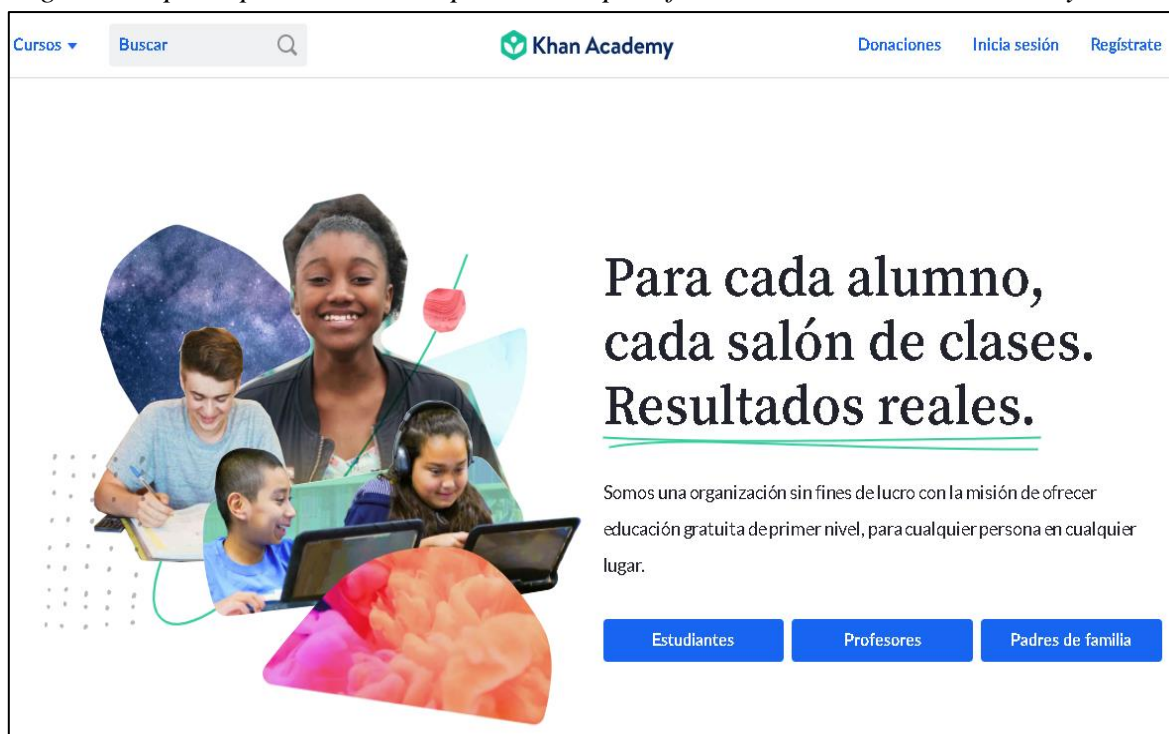 Cursos
Buscar
Khan Academy
Donaciones
Inicia sesión
Regístrate
Para cada alumno,
cada salón de clases.
Resultados reales.
Somos una organización sin fines de lucro con la misión de ofrecer
educación gratuita de primer nivel, para cualquier persona en cualquier
lugar.
Estudiantes
Profesores
Padres de familia